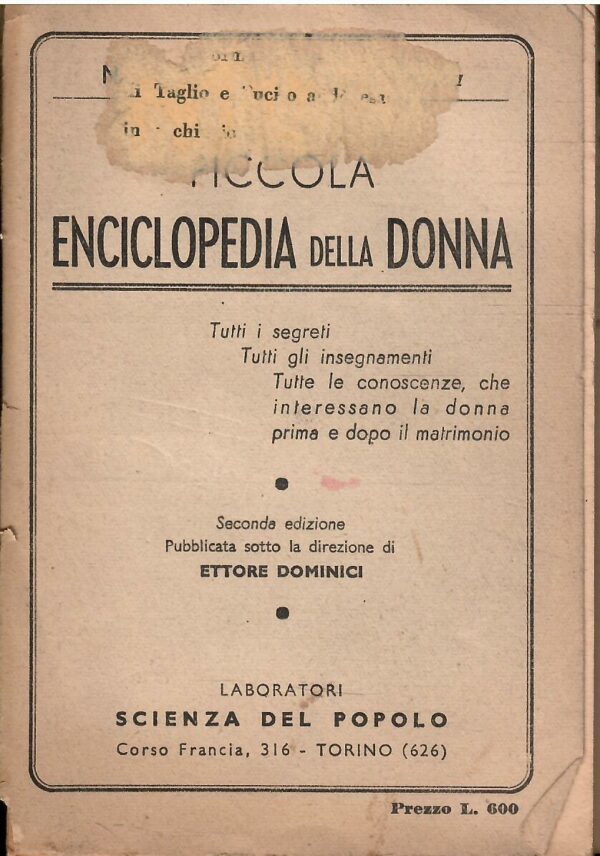 Taglio e
PICCOLA
ENCICLOPEDIA DELLA DONNA
Tutti i segreti
Tutti gli insegnamenti
Tutte le conoscenze, che
interessano la donna
prima e dopo il matrimonio
Seconda edizione
Pubblicata sotto la direzione di
ETTORE DOMINICI
LABORATORI
SCIENZA DEL POPOLO
Corso Francia, 316 - TORINO (626)
Prezzo L. 600